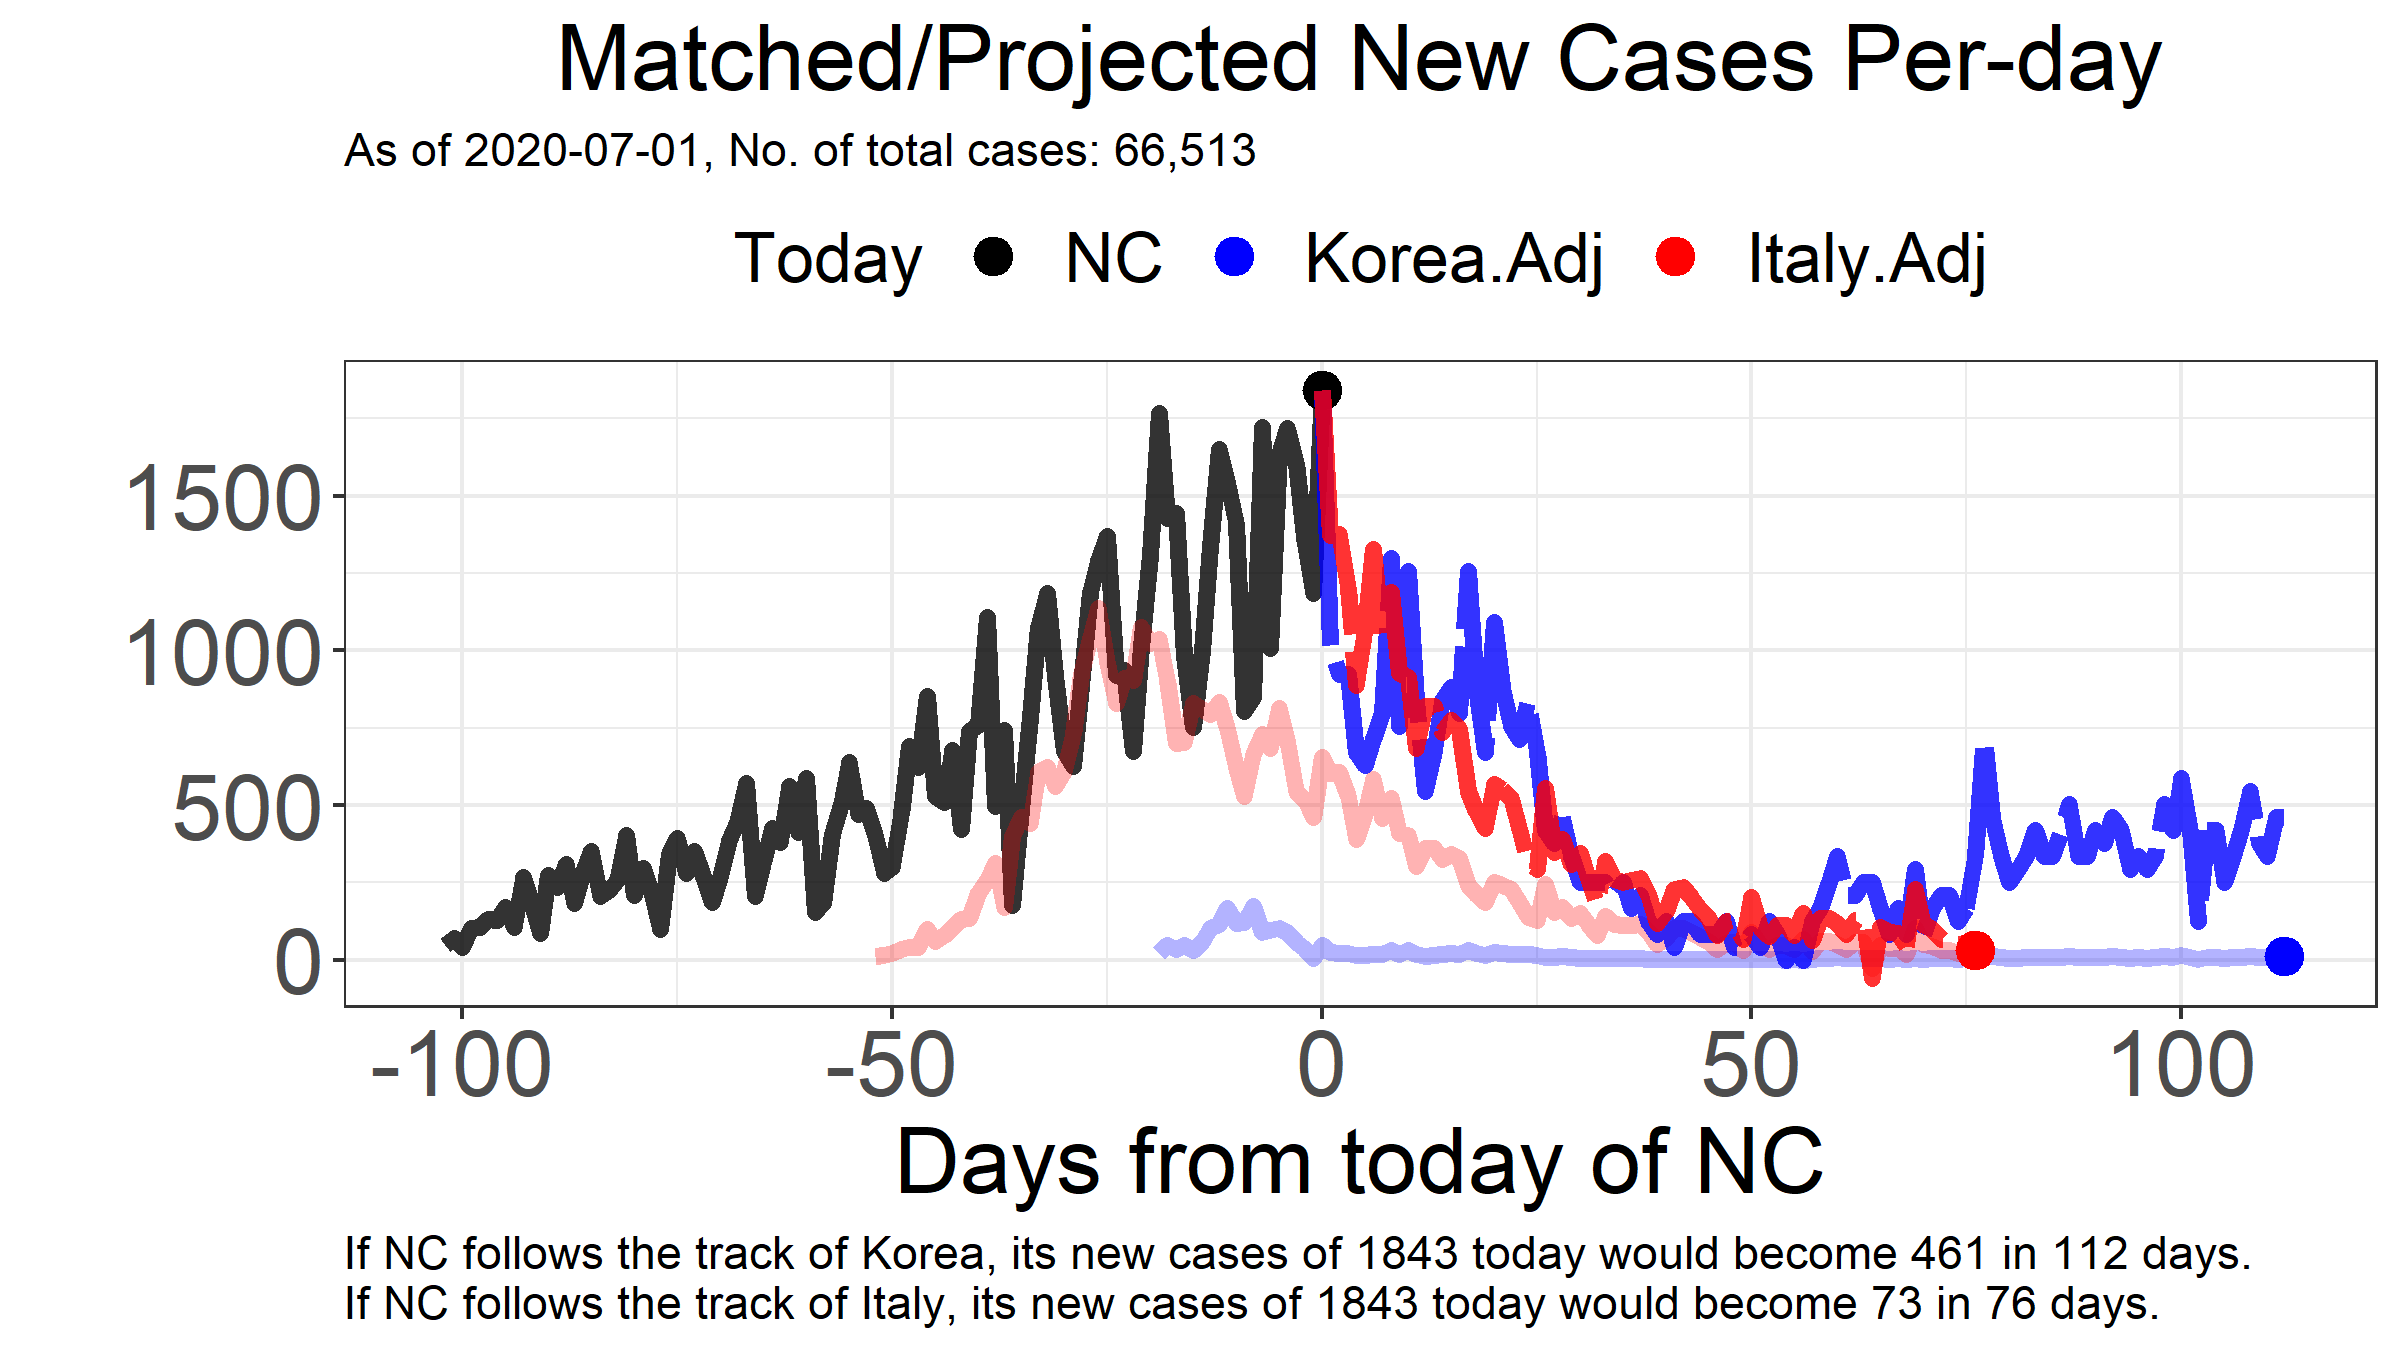 Matched/Projected New Cases Per-day
As of 2020-07-01, No. of total cases: 66,513
Today NC Korea.Adj Italy.Adj
1500
1000
500
0
-100 -50 0 50 100
Days from today of NC
If NC follows the track of Korea, its new cases of 1843 today would become 461 in 112 days.
If NC follows the track of Italy, its new cases of 1843 today would become 73 in 76 days.